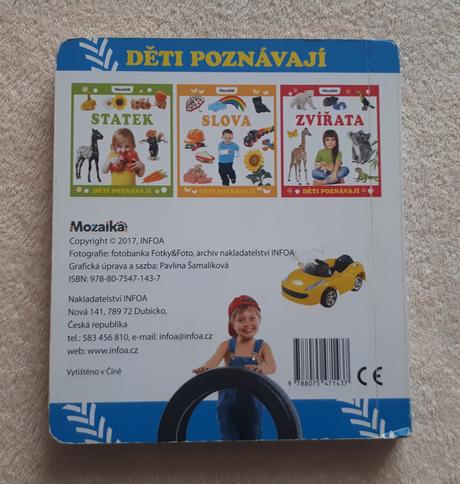 DĚTI POZNÁVAJÍ
Mozaika
STATEK
DĚTI POZNÁVAJÍ
Mozaika
SLOVA
DĚTI POZNÁVAJÍ
Mozaika
ZVÍŘATA
DĚTI POZNÁVAJÍ
Mozaika
Copyright © 2017, INFOA
Fotografie: fotobanka Fotky&Foto, archiv nakladatelství INFOA
Grafická úprava a sazba: Pavlína Šamalíková
ISBN: 978-80-7547-143-7
Nakladatelství INFOA
Nová 141, 789 72 Dubicko,
Česká republika
tel.: 583 456 810, e-mail: infoa@infoa.cz
web: www.infoa.cz
Vytištěno v Číně
9 788075 471437
CE